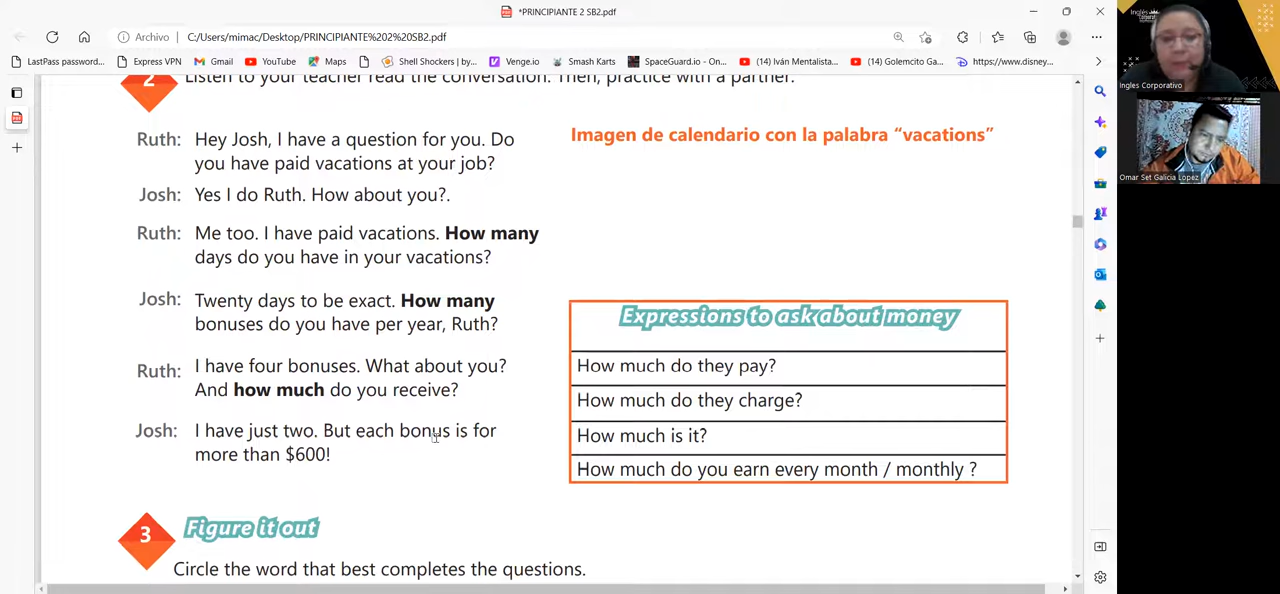 *PRINCIPIANTE 2 SB2.pdf
Archivo
C:/Users/mimac/Desktop/PRINCIPIANTE%202%20SB2.pdf
LastPass password...
Express VPN
Gmail
YouTube
Maps
Shell Shockers | by...
Venge.io
Smash Karts
SpaceGuard.io - On...
(14) Iván Mentalista...
(14) Golemcito Ga...
https://www.disney...
Inglés
Ingles Corporativo
Omar Set Galicia Lopez
2
Listen to your teacher read the conversation. Then, practice with a partner.
Ruth: Hey Josh, I have a question for you. Do
you have paid vacations at your job?
Josh: Yes I do Ruth. How about you?.
Ruth: Me too. I have paid vacations. How many
days do you have in your vacations?
Josh: Twenty days to be exact. How many
bonuses do you have per year, Ruth?
Ruth: I have four bonuses. What about you?
And how much do you receive?
Josh: I have just two. But each bonus is for
more than $600!
Imagen de calendario con la palabra “vacations”
Expressions to ask about money
How much do they pay?
How much do they charge?
How much is it?
How much do you earn every month / monthly ?
3
Figure it out
Circle the word that best completes the questions.